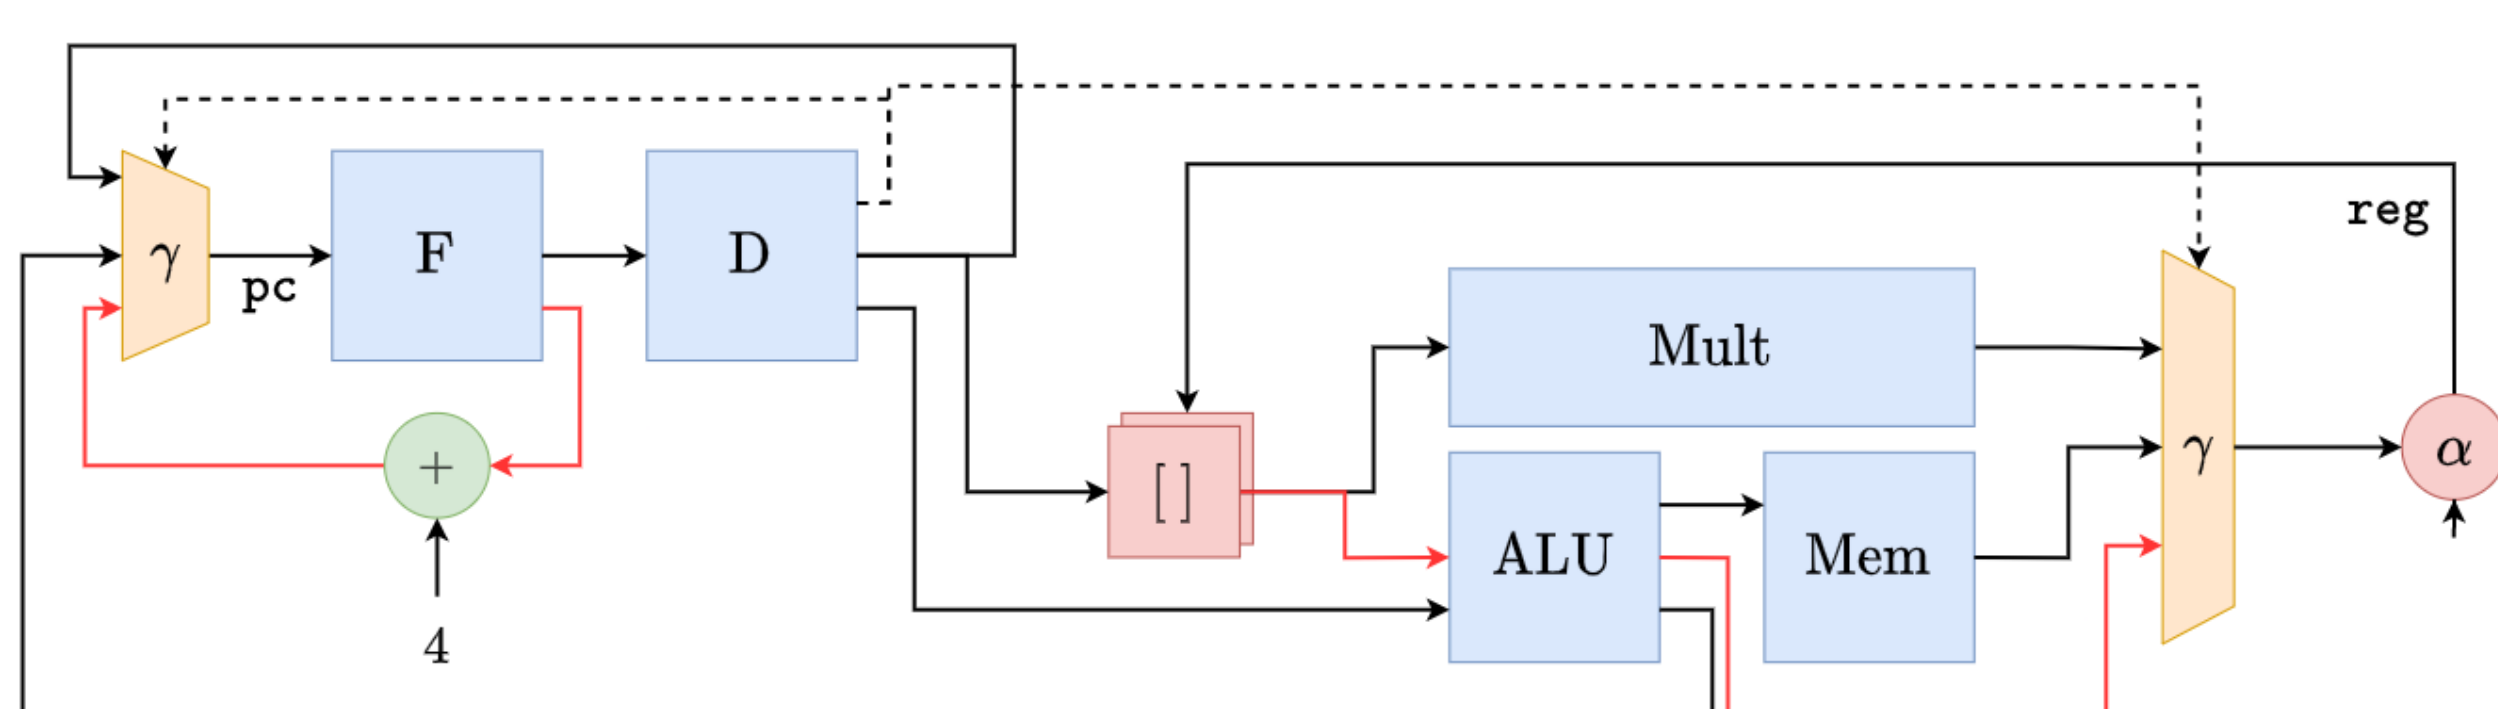 γ
pc
F
D
+
4
[ ]
Mult
ALU
Mem
γ
reg
α